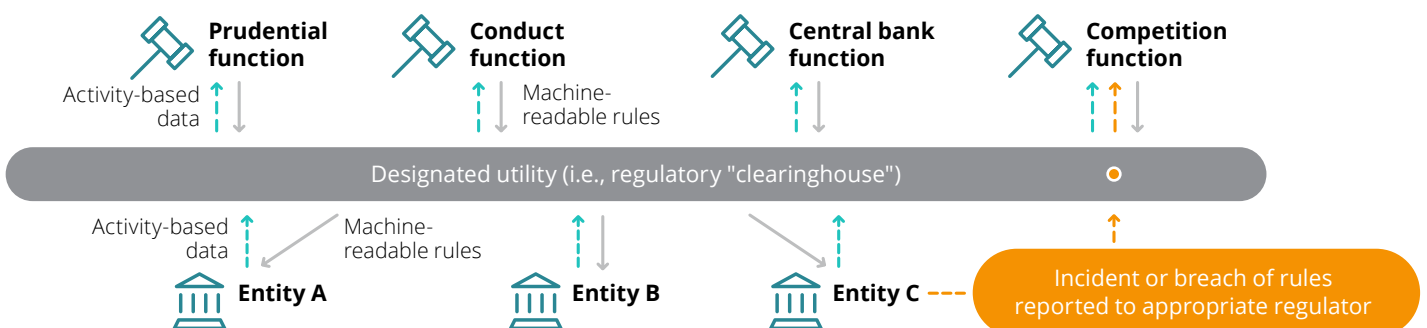 Prudential
function
Conduct
function
Central bank
function
Competition
function
Activity-based
data
Machine-
readable rules
Designated utility (i.e., regulatory "clearinghouse")
Activity-based
data
Machine-
readable rules
Entity A
Entity B
Entity C
Incident or breach of rules
reported to appropriate regulator